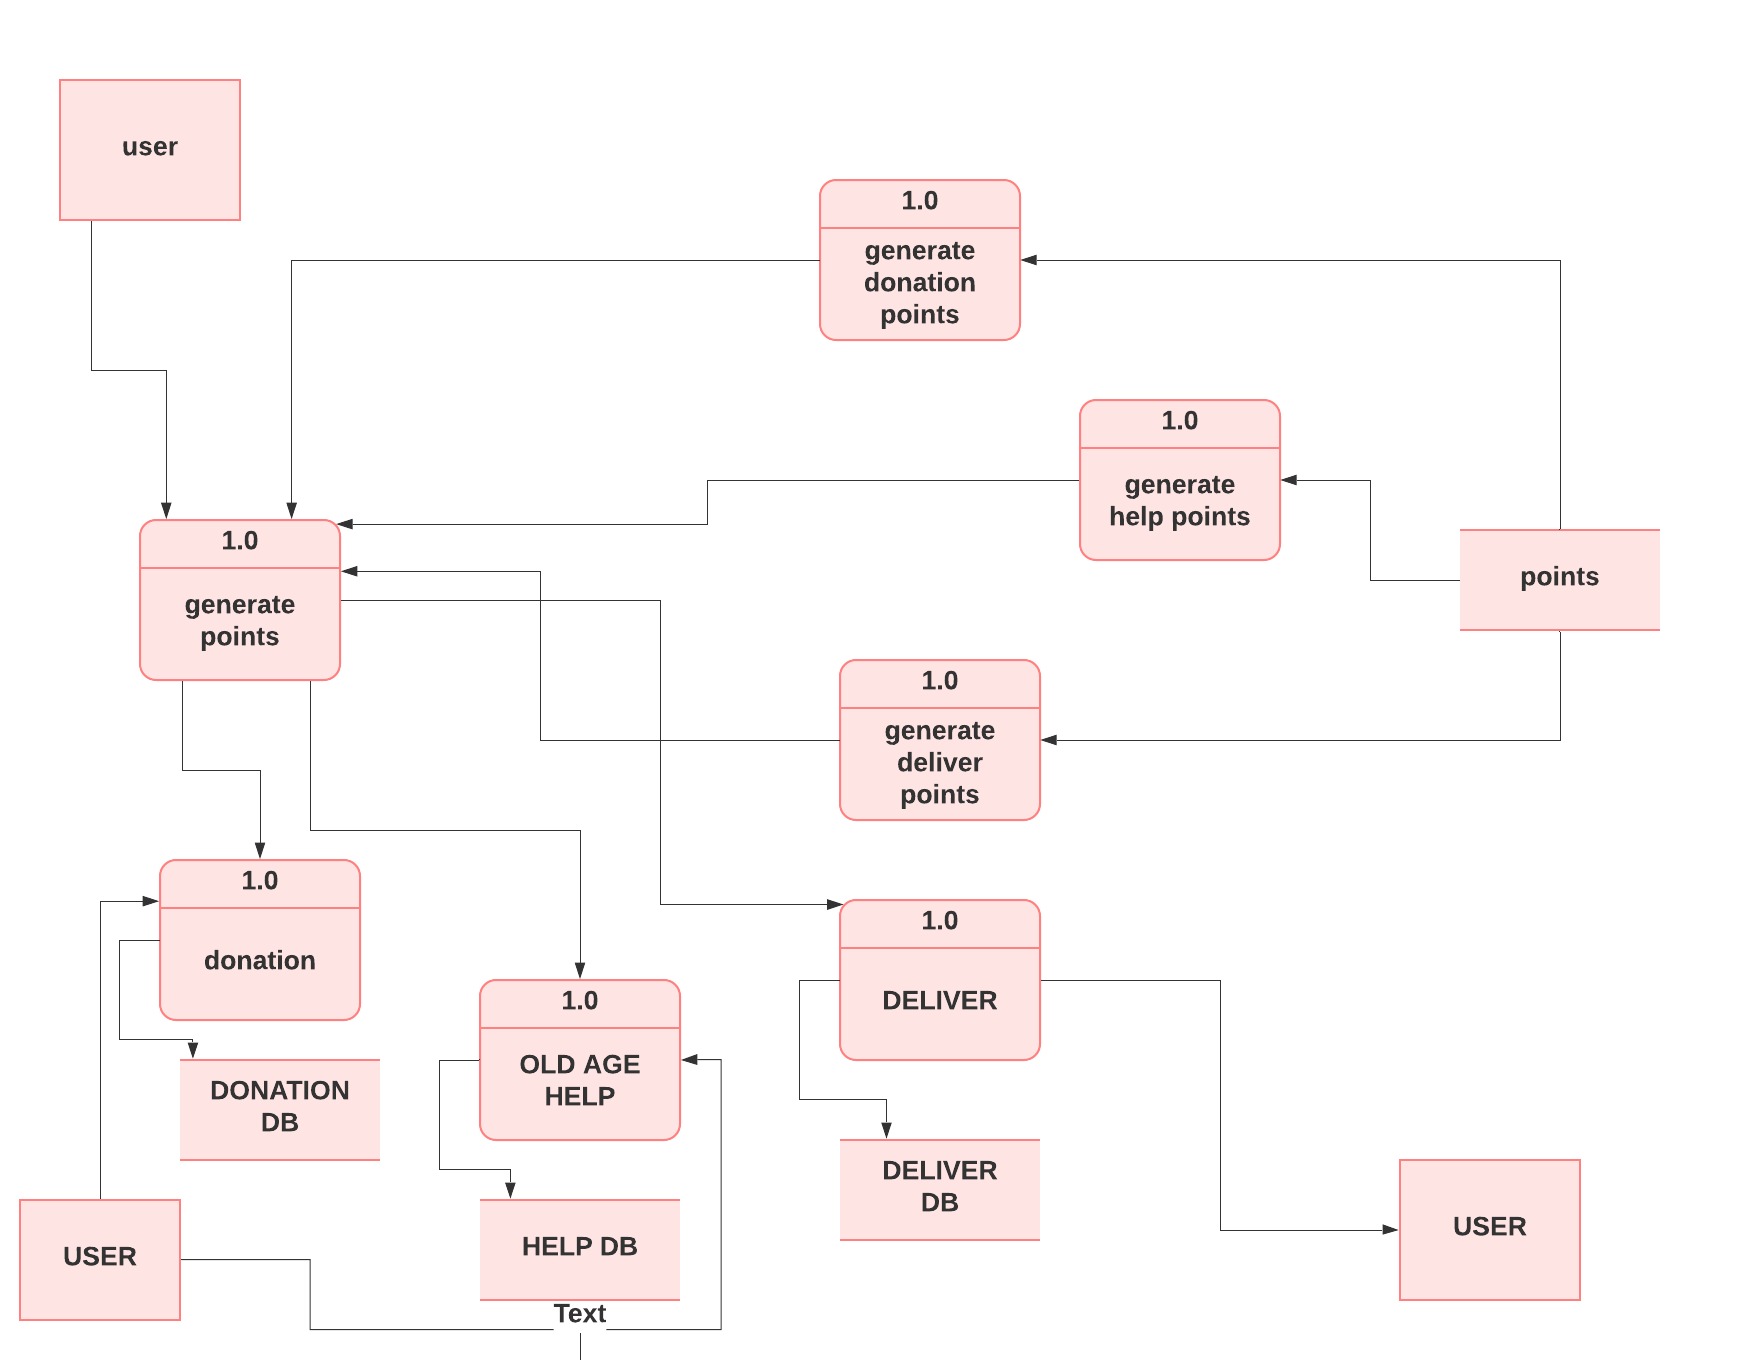 user
1.0
generate
donation
points
1.0
generate
help points
1.0
generate
points
points
1.0
generate
deliver
points
1.0
donation
1.0
DELIVER
1.0
OLD AGE
HELP
DONATION
DB
DELIVER
DB
USER
HELP DB
USER
Text